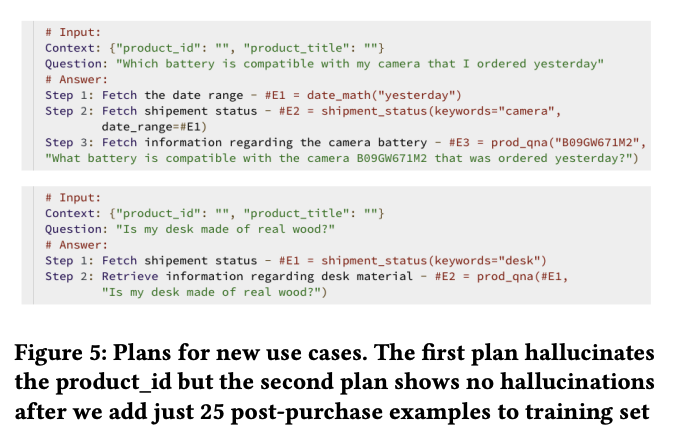 # Input:
Context: {"product_id": "", "product_title": ""}
Question: "Which battery is compatible with my camera that I ordered yesterday"
# Answer:
Step 1: Fetch the date range - #E1 = date_math("yesterday")
Step 2: Fetch shipement status - #E2 = shipment_status(keywords="camera",
date_range=#E1)
Step 3: Fetch information regarding the camera battery - #E3 = prod_qna("B09GW671M2",
"What battery is compatible with the camera B09GW671M2 that was ordered yesterday?")
# Input:
Context: {"product_id": "", "product_title": ""}
Question: "Is my desk made of real wood?"
# Answer:
Step 1: Fetch shipement status - #E1 = shipment_status(keywords="desk")
Step 2: Retrieve information regarding desk material - #E2 = prod_qna(#E1,
"Is my desk made of real wood?")
Figure 5: Plans for new use cases. The first plan hallucinates
the product_id but the second plan shows no hallucinations
after we add just 25 post-purchase examples to training set